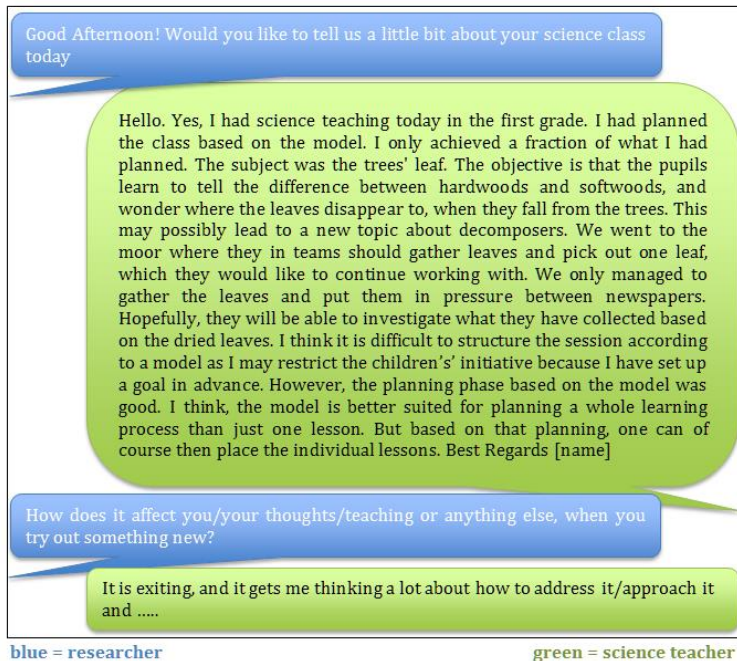 Good Afternoon! Would you like to tell us a little bit about your science class
today
Hello. Yes, I had science teaching today in the first grade. I had planned
the class based on the model. I only achieved a fraction of what I had
planned. The subject was the trees' leaf. The objective is that the pupils
learn to tell the difference between hardwoods and softwoods, and
wonder where the leaves disappear to, when they fall from the trees. This
may possibly lead to a new topic about decomposers. We went to the
moor where they in teams should gather leaves and pick out one leaf,
which they would like to continue working with. We only managed to
gather the leaves and put them in pressure between newspapers.
Hopefully, they will be able to investigate what they have collected based
on the dried leaves. I think it is difficult to structure the session according
to a model as I may restrict the children's' initiative because I have set up
a goal in advance. However, the planning phase based on the model was
good. I think, the model is better suited for planning a whole learning
process than just one lesson. But based on that planning, one can of
course then place the individual lessons. Best Regards [name]
How does it affect you/your thoughts/teaching or anything else, when you
try out something new?
It is exiting, and it gets me thinking a lot about how to address it/approach it
and .....
blue = researcher
green = science teacher